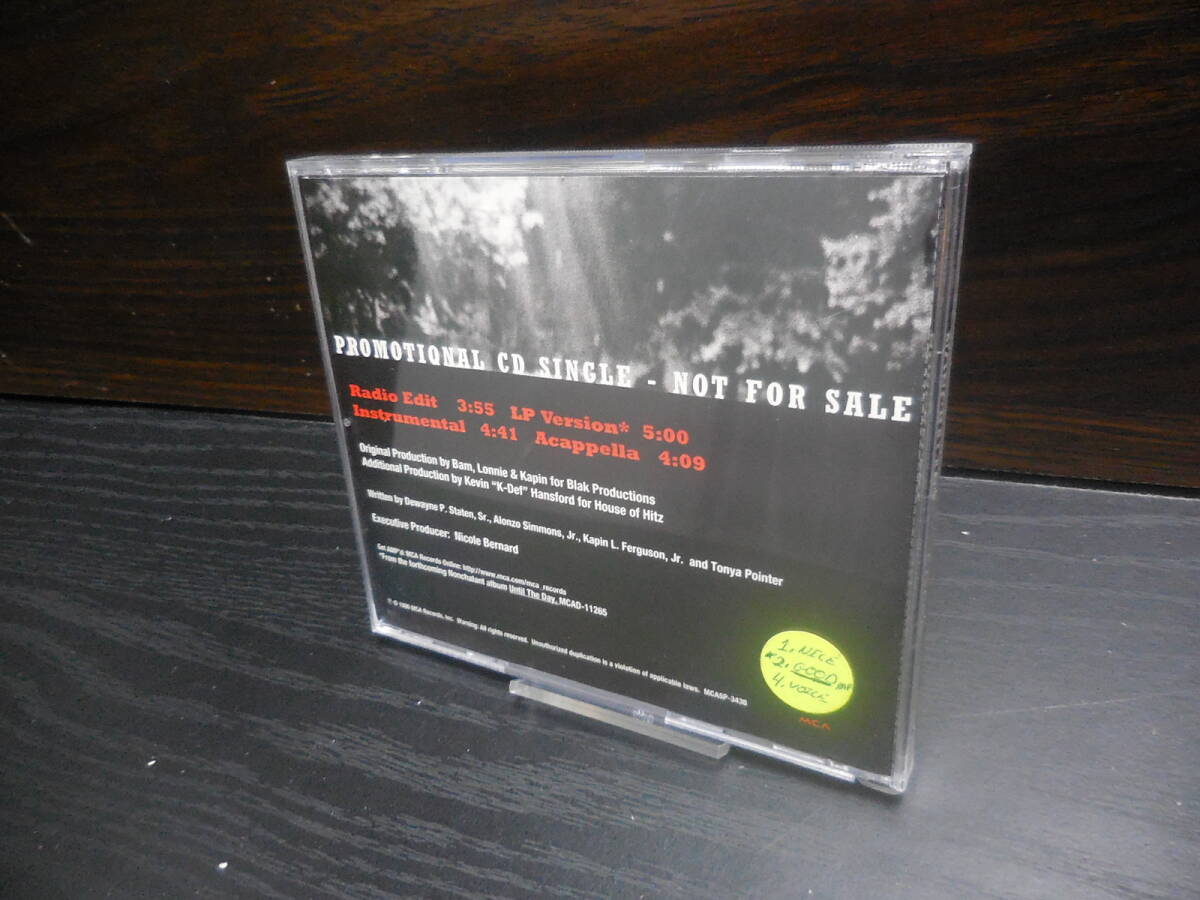 PROMOTIONAL CD SINGLE - NOT FOR SALE
Radio Edit 3:55 LP Version* 5:00
Instrumental 4:41 Acappella 4:09
Original Production by Bam, Lonnie & Kapin for Blak Productions
Additional Production by Kevin "K-Def" Hansford for House of Hitz
Written by Dewayne P. Staten, Sr., Alonzo Simmons, Jr., Kapin L. Ferguson, Jr. and Tonya Pointer
Executive Producer: Nicole Bernard
Get AMP'd: MCA Records Online: http://www.mca.com/mca_records
*From the forthcoming Nonchalant album Until The Day, MCAD-11265
MCA Records, Inc. Warning: All rights reserved. Unauthorized duplication is a violation of applicable laws. MCA5P-3438
1. NICE
*2. GOOD
4. VOICE
MCA